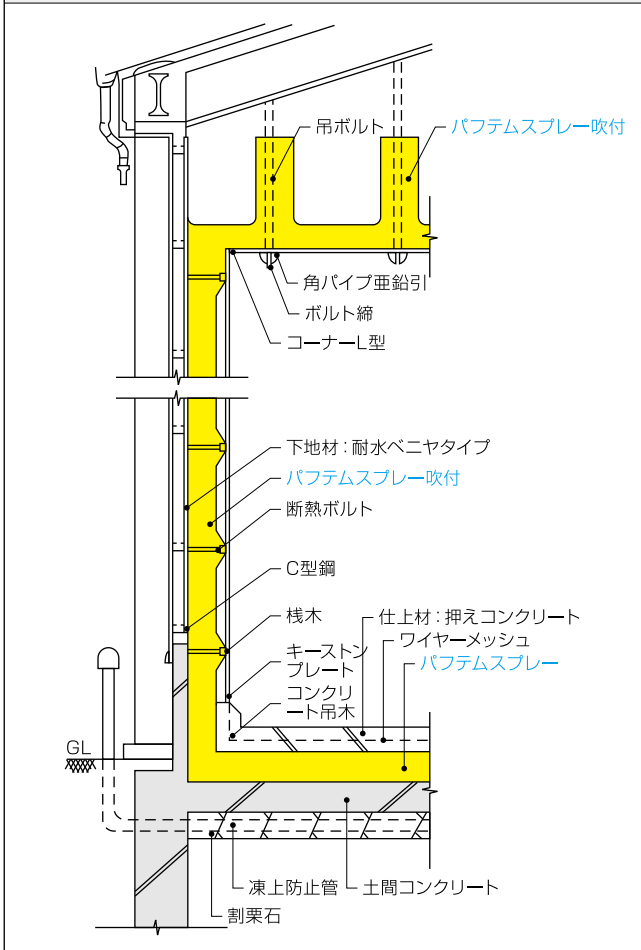 吊ボルト
パフテムスプレー吹付
角パイプ亜鉛引
ボルト締
コーナーL型
下地材：耐水ベニヤタイプ
パフテムスプレー吹付
断熱ボルト
C型鋼
桟木
仕上材：押えコンクリート
ワイヤーメッシュ
キーストン
プレート
パフテムスプレー
コンクリ
ート吊木
GL
凍上防止管
土間コンクリート
割栗石